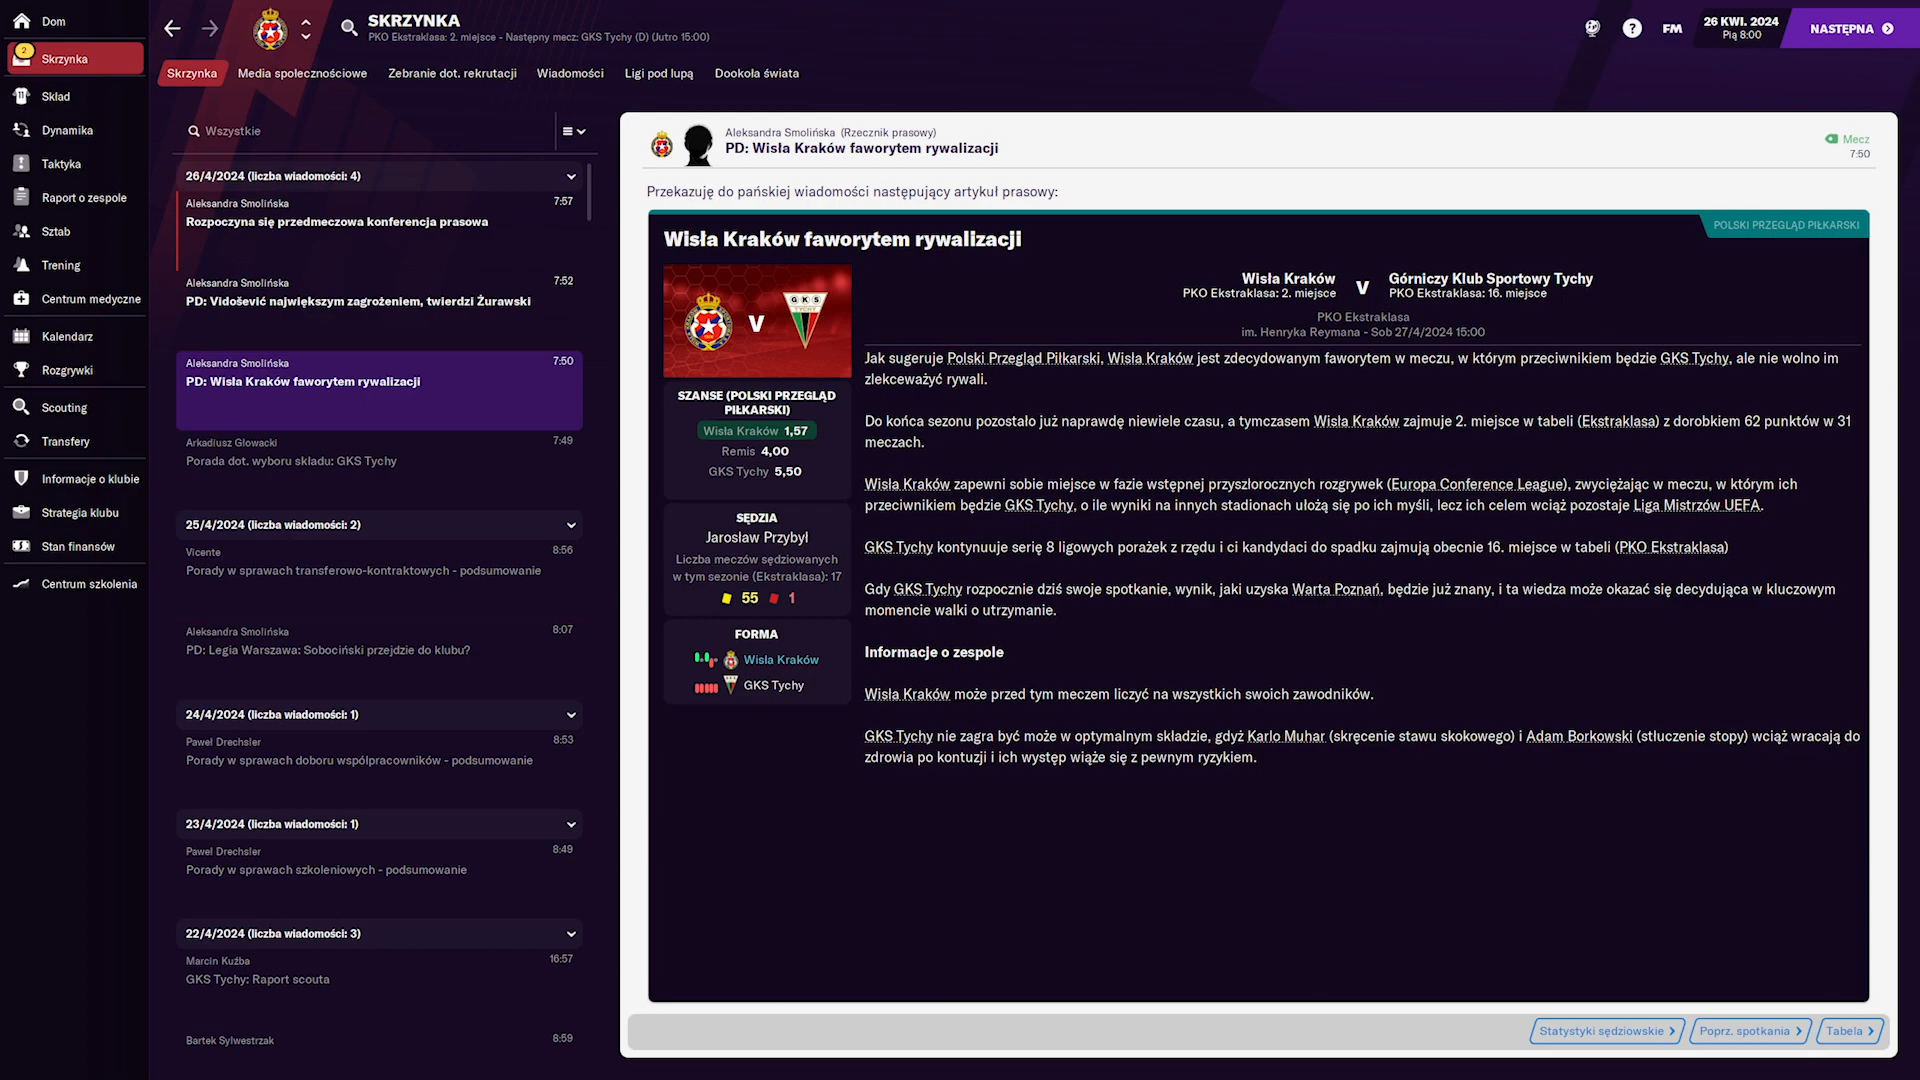 Dom
2
Skrzynka
Skład
Dynamika
Taktyka
Raport o zespole
Sztab
Trening
Centrum medyczne
Kalendarz
Rozgrywki
Scouting
Transfery
Informacje o klubie
Strategia klubu
Stan finansów
Centrum szkolenia
SKRZYNKA
PKO Ekstraklasa: 2. miejsce - Następny mecz: GKS Tychy (D) (Jutro 15:00)
FM
26 KWI. 2024
Pią 8:00
NASTĘPNA
Skrzynka
Media społecznościowe
Zebranie dot. rekrutacji
Wiadomości
Ligi pod lupą
Dookoła świata
Wszystkie
26/4/2024 (liczba wiadomości: 4)
Aleksandra Smolińska 7:57
Rozpoczyna się przedmeczowa konferencja prasowa
Aleksandra Smolińska 7:52
PD: Vidošević największym zagrożeniem, twierdzi Żurawski
Aleksandra Smolińska 7:50
PD: Wisła Kraków faworytem rywalizacji
Arkadiusz Głowacki 7:49
Porada dot. wyboru składu: GKS Tychy
25/4/2024 (liczba wiadomości: 2)
Vicente 8:56
Porady w sprawach transferowo-kontraktowych - podsumowanie
Aleksandra Smolińska 8:07
PD: Legia Warszawa: Sobociński przejdzie do klubu?
24/4/2024 (liczba wiadomości: 1)
Paweł Drechsler 8:53
Porady w sprawach doboru współpracowników - podsumowanie
23/4/2024 (liczba wiadomości: 1)
Paweł Drechsler 8:49
Porady w sprawach szkoleniowych - podsumowanie
22/4/2024 (liczba wiadomości: 3)
Marcin Kuźba 16:57
GKS Tychy: Raport scouta
Bartek Sylwestrzak 8:59
Aleksandra Smolińska (Rzecznik prasowy)
PD: Wisła Kraków faworytem rywalizacji
Mecz
7:50
Przekazuję do pańskiej wiadomości następujący artykuł prasowy:
POLSKI PRZEGLĄD PIŁKARSKI
Wisła Kraków faworytem rywalizacji
V
GKS
TYCHY
Wisła Kraków
PKO Ekstraklasa: 2. miejsce
V
Górniczy Klub Sportowy Tychy
PKO Ekstraklasa: 16. miejsce
PKO Ekstraklasa
im. Henryka Reymana - Sob 27/4/2024 15:00
SZANSE (POLSKI PRZEGLĄD
PIŁKARSKI)
Wisła Kraków 1,57
Remis 4,00
GKS Tychy 5,50
SĘDZIA
Jarosław Przybył
Liczba meczów sędziowanych
w tym sezonie (Ekstraklasa): 17
55 1
FORMA
Wisła Kraków
GKS Tychy
Jak sugeruje Polski Przegląd Piłkarski, Wisła Kraków jest zdecydowanym faworytem w meczu, w którym przeciwnikiem będzie GKS Tychy, ale nie wolno im
zlekceważyć rywali.
Do końca sezonu pozostało już naprawdę niewiele czasu, a tymczasem Wisła Kraków zajmuje 2. miejsce w tabeli (Ekstraklasa) z dorobkiem 62 punktów w 31
meczach.
Wisła Kraków zapewni sobie miejsce w fazie wstępnej przyszłorocznych rozgrywek (Europa Conference League), zwyciężając w meczu, w którym ich
przeciwnikiem będzie GKS Tychy, o ile wyniki na innych stadionach ułożą się po ich myśli, lecz ich celem wciąż pozostaje Liga Mistrzów UEFA.
GKS Tychy kontynuuje serię 8 ligowych porażek z rzędu i ci kandydaci do spadku zajmują obecnie 16. miejsce w tabeli (PKO Ekstraklasa)
Gdy GKS Tychy rozpocznie dziś swoje spotkanie, wynik, jaki uzyska Warta Poznań, będzie już znany, i ta wiedza może okazać się decydująca w kluczowym
momencie walki o utrzymanie.
Informacje o zespole
Wisła Kraków może przed tym meczem liczyć na wszystkich swoich zawodników.
GKS Tychy nie zagra być może w optymalnym składzie, gdyż Karlo Muhar (skręcenie stawu skokowego) i Adam Borkowski (stłuczenie stopy) wciąż wracają do
zdrowia po kontuzji i ich występ wiąże się z pewnym ryzykiem.
Statystyki sędziowskie
Poprz. spotkania
Tabela